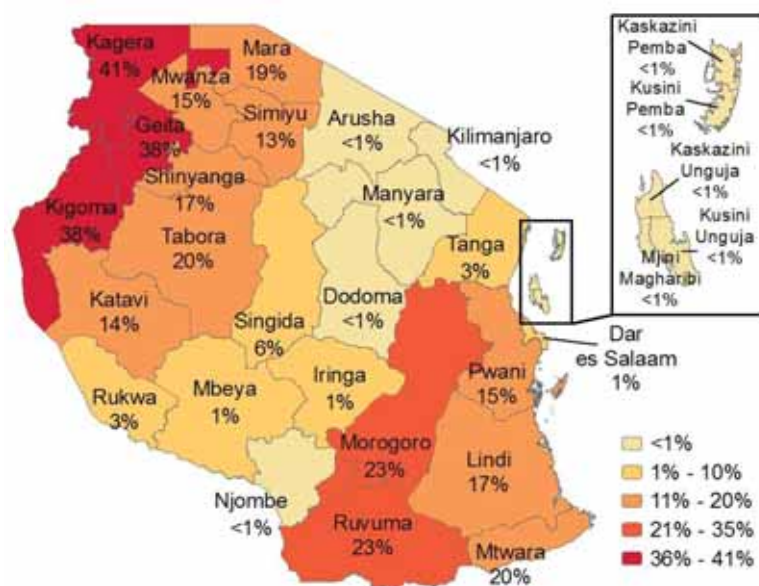 Kagera
41%
Mara
19%
Mwanza
15%
Simiyu
13%
Geita
38%
Arusha
<1%
Kilimanjaro
<1%
Shinyanga
17%
Kigoma
38%
Manyara
<1%
Tabora
20%
Tanga
3%
Katavi
14%
Singida
6%
Dodoma
<1%
Dar
es Salaam
1%
Rukwa
3%
Mbeya
1%
Iringa
1%
Pwani
15%
Morogoro
23%
Lindi
17%
Njombe
<1%
Ruvuma
23%
Mtwara
20%
Kaskazini
Pemba
<1%
Kusini
Pemba
<1%
Kaskazini
Unguja
<1%
Kusini
Unguja
<1%
Mjini
Magharibi
<1%
<1%
1% - 10%
11% - 20%
21% - 35%
36% - 41%